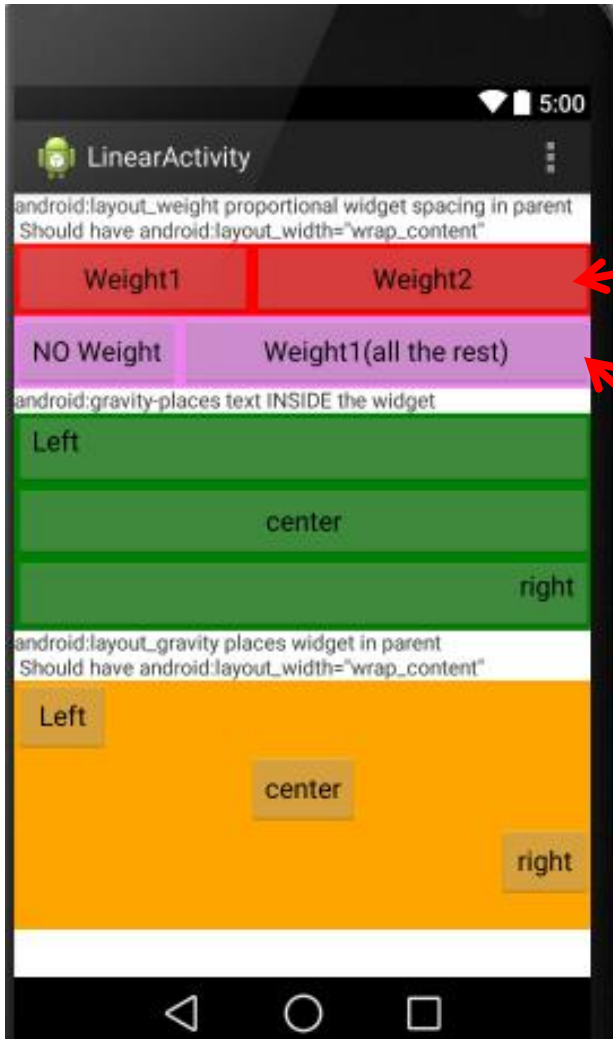 5:00
LinearActivity
android:layout_weight proportional widget spacing in parent
Should have android:layout_width="wrap_content"
Weight1 Weight2
NO Weight Weight1(all the rest)
android:gravity-places text INSIDE the widget
Left
center
right
android:layout_gravity places widget in parent
Should have android:layout_width="wrap_content"
Left
center
right